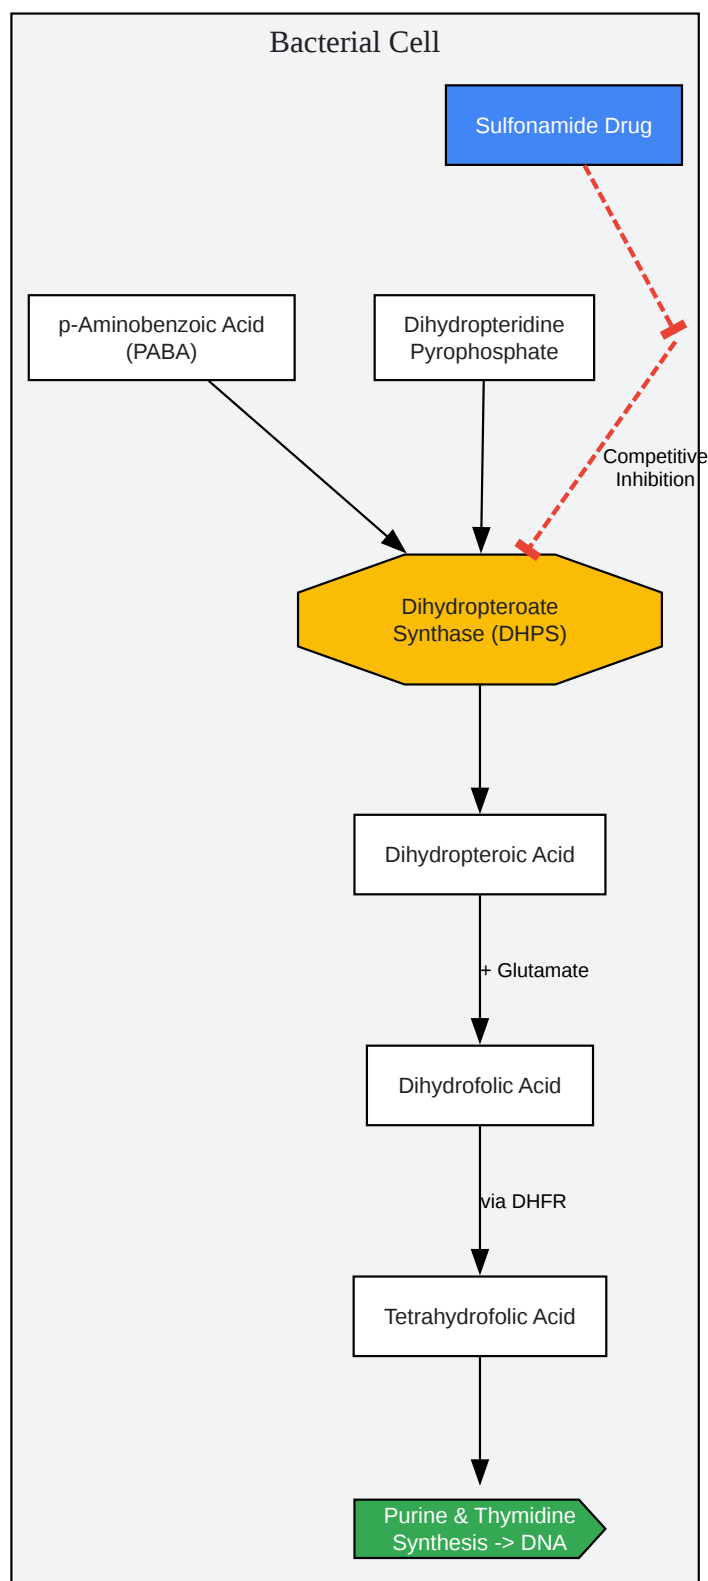 Bacterial Cell
Sulfonamide Drug
p-Aminobenzoic Acid
(PABA)
Dihydropteridine
Pyrophosphate
Competitive
Inhibition
Dihydropteroate
Synthase (DHPS)
Dihydropteroic Acid
+ Glutamate
Dihydrofolic Acid
via DHFR
Tetrahydrofolic Acid
Purine & Thymidine
Synthesis -> DNA